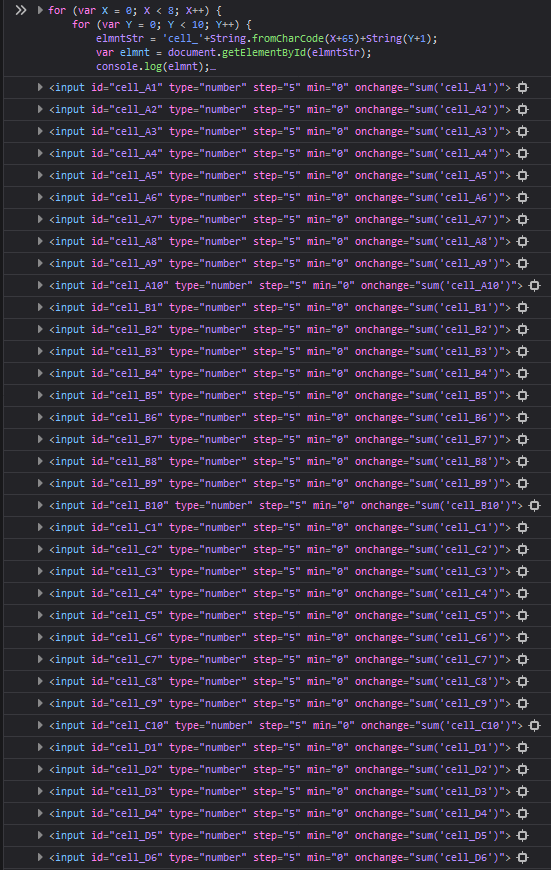 for (var X = 0; X < 8; X++) {
for (var Y = 0; Y < 10; Y++) {
elmntStr = 'cell_'+String.fromCharCode(X+65)+String(Y+1);
var elmnt = document.getElementById(elmntStr);
console.log(elmnt);…
<input id="cell_A1" type="number" step="5" min="0" onchange="sum('cell_A1')">
<input id="cell_A2" type="number" step="5" min="0" onchange="sum('cell_A2')">
<input id="cell_A3" type="number" step="5" min="0" onchange="sum('cell_A3')">
<input id="cell_A4" type="number" step="5" min="0" onchange="sum('cell_A4')">
<input id="cell_A5" type="number" step="5" min="0" onchange="sum('cell_A5')">
<input id="cell_A6" type="number" step="5" min="0" onchange="sum('cell_A6')">
<input id="cell_A7" type="number" step="5" min="0" onchange="sum('cell_A7')">
<input id="cell_A8" type="number" step="5" min="0" onchange="sum('cell_A8')">
<input id="cell_A9" type="number" step="5" min="0" onchange="sum('cell_A9')">
<input id="cell_A10" type="number" step="5" min="0" onchange="sum('cell_A10')">
<input id="cell_B1" type="number" step="5" min="0" onchange="sum('cell_B1')">
<input id="cell_B2" type="number" step="5" min="0" onchange="sum('cell_B2')">
<input id="cell_B3" type="number" step="5" min="0" onchange="sum('cell_B3')">
<input id="cell_B4" type="number" step="5" min="0" onchange="sum('cell_B4')">
<input id="cell_B5" type="number" step="5" min="0" onchange="sum('cell_B5')">
<input id="cell_B6" type="number" step="5" min="0" onchange="sum('cell_B6')">
<input id="cell_B7" type="number" step="5" min="0" onchange="sum('cell_B7')">
<input id="cell_B8" type="number" step="5" min="0" onchange="sum('cell_B8')">
<input id="cell_B9" type="number" step="5" min="0" onchange="sum('cell_B9')">
<input id="cell_B10" type="number" step="5" min="0" onchange="sum('cell_B10')">
<input id="cell_C1" type="number" step="5" min="0" onchange="sum('cell_C1')">
<input id="cell_C2" type="number" step="5" min="0" onchange="sum('cell_C2')">
<input id="cell_C3" type="number" step="5" min="0" onchange="sum('cell_C3')">
<input id="cell_C4" type="number" step="5" min="0" onchange="sum('cell_C4')">
<input id="cell_C5" type="number" step="5" min="0" onchange="sum('cell_C5')">
<input id="cell_C6" type="number" step="5" min="0" onchange="sum('cell_C6')">
<input id="cell_C7" type="number" step="5" min="0" onchange="sum('cell_C7')">
<input id="cell_C8" type="number" step="5" min="0" onchange="sum('cell_C8')">
<input id="cell_C9" type="number" step="5" min="0" onchange="sum('cell_C9')">
<input id="cell_C10" type="number" step="5" min="0" onchange="sum('cell_C10')">
<input id="cell_D1" type="number" step="5" min="0" onchange="sum('cell_D1')">
<input id="cell_D2" type="number" step="5" min="0" onchange="sum('cell_D2')">
<input id="cell_D3" type="number" step="5" min="0" onchange="sum('cell_D3')">
<input id="cell_D4" type="number" step="5" min="0" onchange="sum('cell_D4')">
<input id="cell_D5" type="number" step="5" min="0" onchange="sum('cell_D5')">
<input id="cell_D6" type="number" step="5" min="0" onchange="sum('cell_D6')">